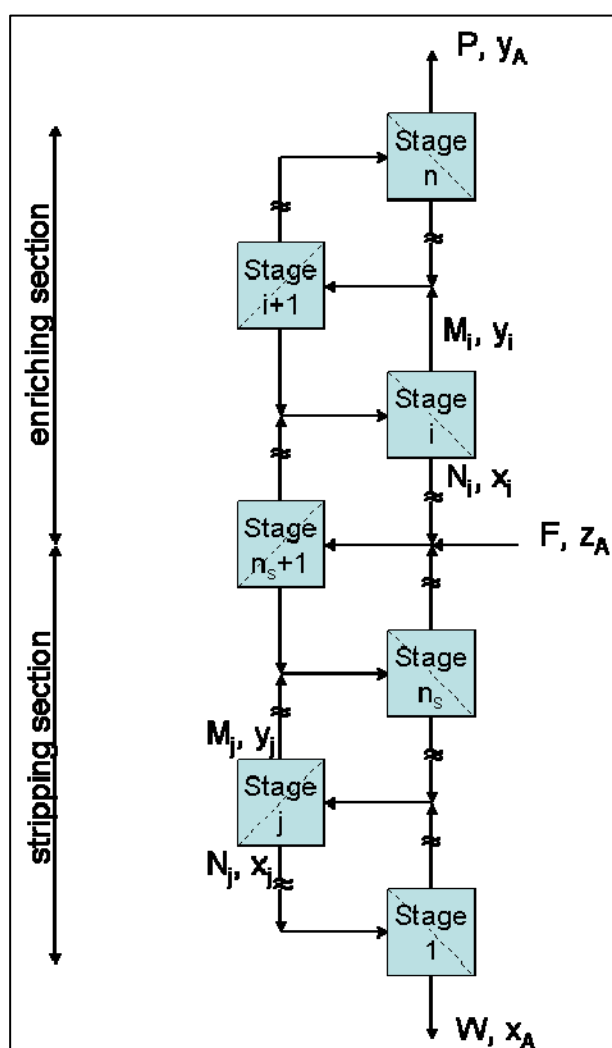 P, y_A
Stage
n
Stage
i+1
M_i, y_i
Stage
i
N_i, x_i
enriching section
Stage
n_s+1
F, z_A
Stage
n_s
M_j, y_j
Stage
j
N_j, x_j
stripping section
Stage
1
W, x_A